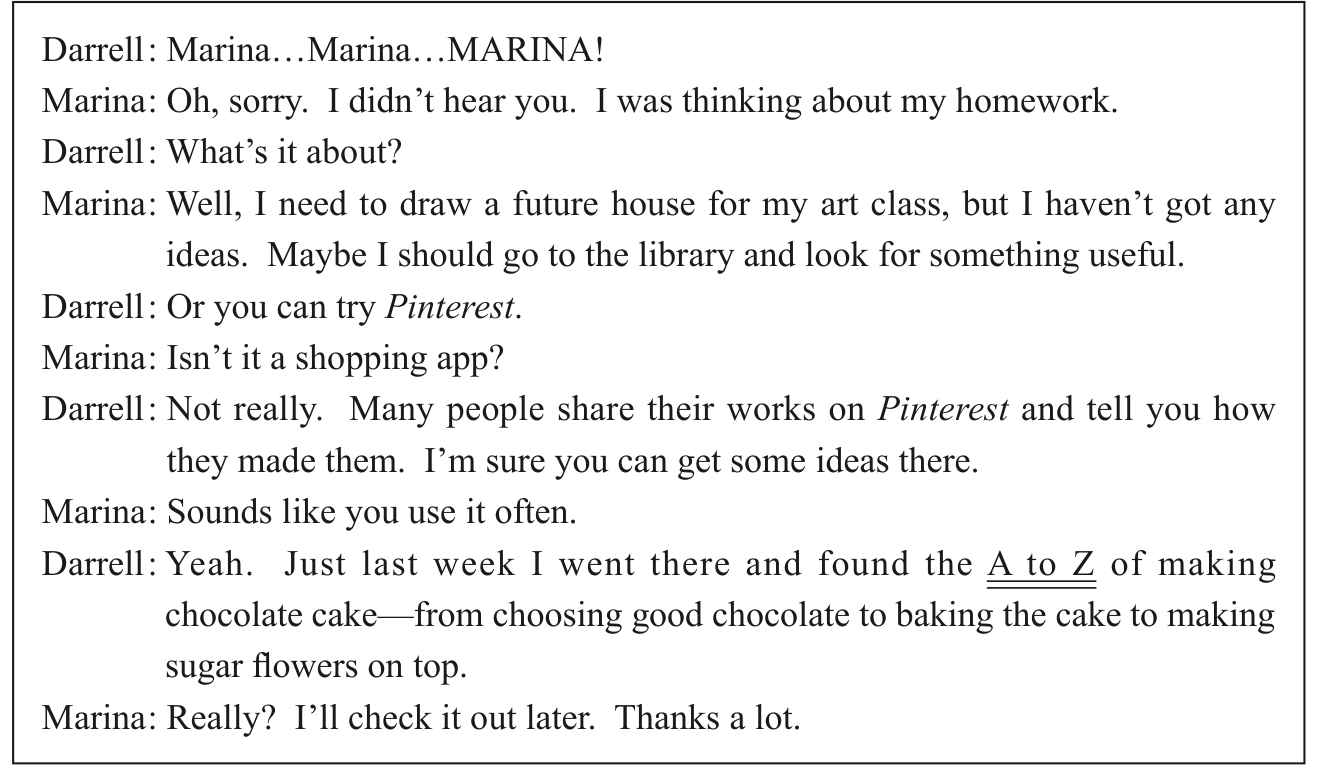 Darrell: Marina…Marina…MARINA!
Marina: Oh, sorry. I didn’t hear you. I was thinking about my homework.
Darrell: What’s it about?
Marina: Well, I need to draw a future house for my art class, but I haven’t got any
ideas. Maybe I should go to the library and look for something useful.
Darrell: Or you can try Pinterest.
Marina: Isn’t it a shopping app?
Darrell: Not really. Many people share their works on Pinterest and tell you how
they made them. I’m sure you can get some ideas there.
Marina: Sounds like you use it often.
Darrell: Yeah. Just last week I went there and found the A to Z of making
chocolate cake—from choosing good chocolate to baking the cake to making
sugar flowers on top.
Marina: Really? I’ll check it out later. Thanks a lot.